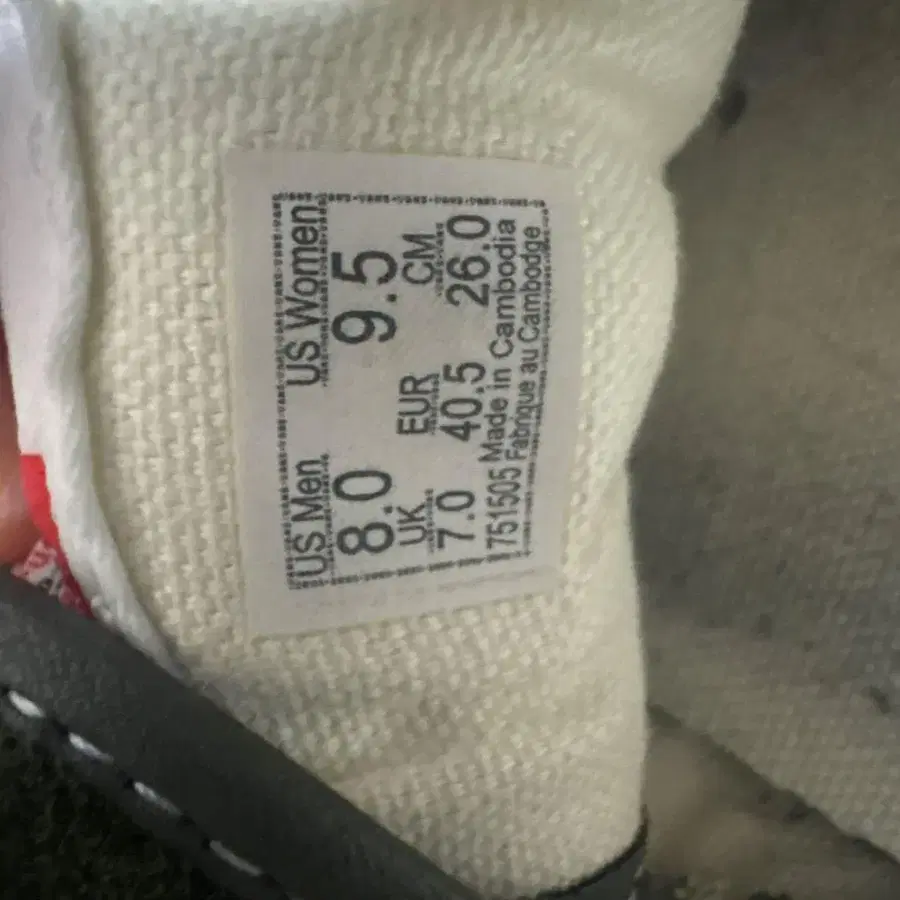 US Men US Women
8.0 9.5
UK EUR CM
7.0 40.5 26.0
751505 Made in Cambodia
Fabrique au Cambodge